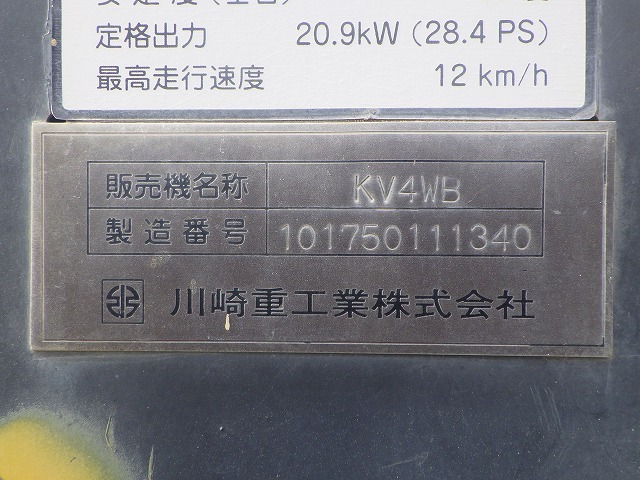 定格出力 20.9kW (28.4 PS)
最高走行速度 12 km/h
販売機名称 KV4WB
製造番号 101750111340
川崎重工業株式会社